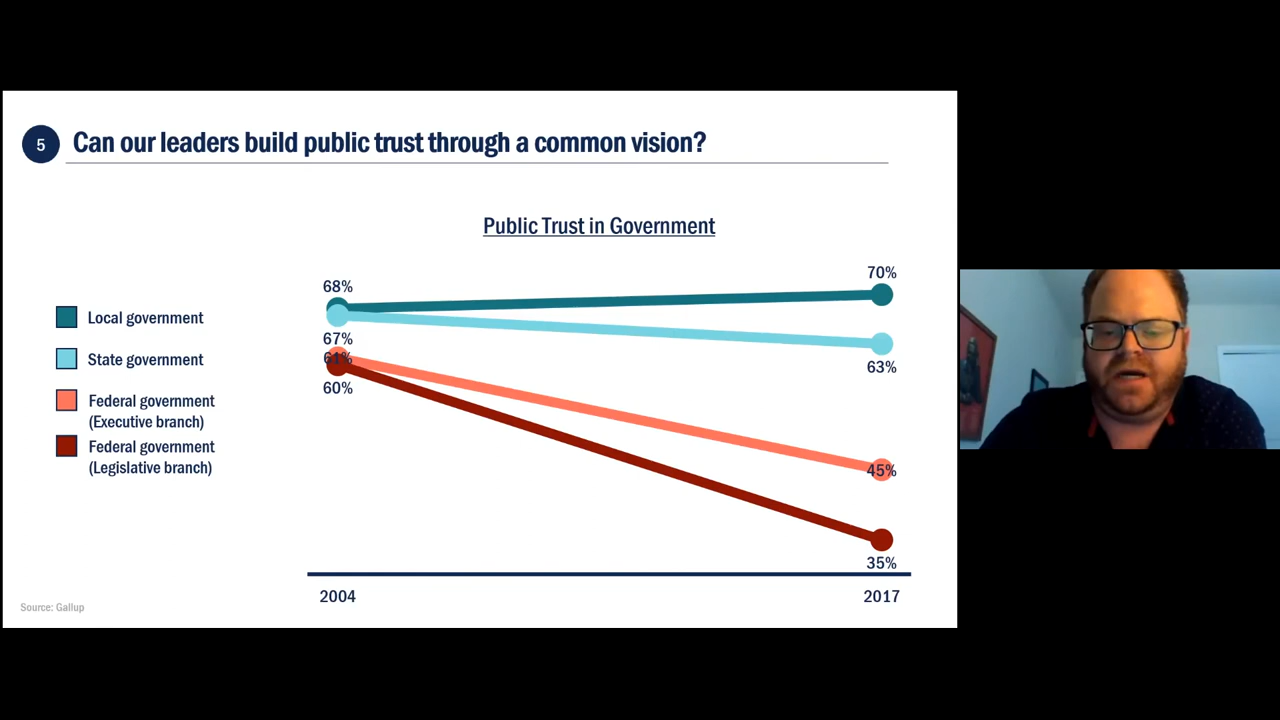 5
Can our leaders build public trust through a common vision?
Public Trust in Government
Local government
State government
Federal government
(Executive branch)
Federal government
(Legislative branch)
68%
67%
61%
60%
70%
63%
45%
35%
2004
2017
Source: Gallup